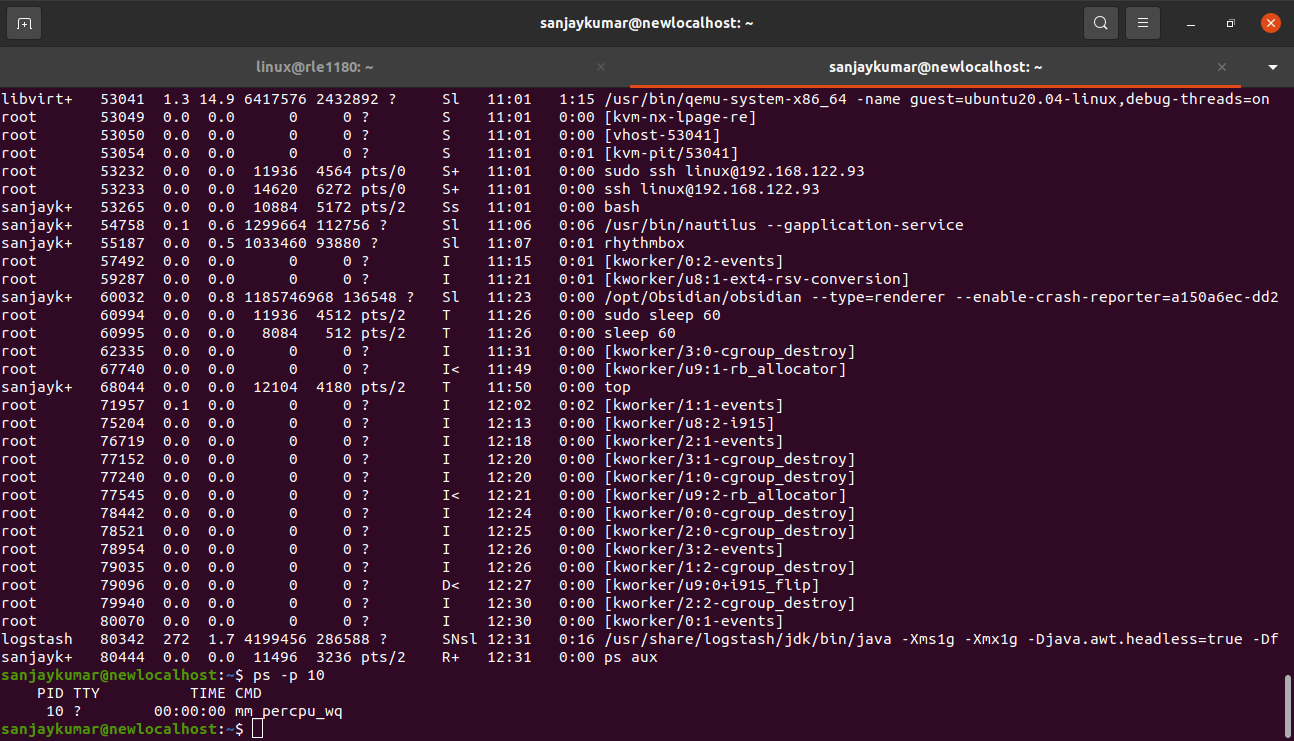 sanjaykumar@newlocalhost: ~
linux@rle1180: ~
sanjaykumar@newlocalhost: ~
libvirt+   53041  1.3 14.9 6417576 2432892 ?     Sl   11:01   1:15 /usr/bin/qemu-system-x86_64 -name guest=ubuntu20.04-linux,debug-threads=on
root       53049  0.0  0.0      0     0 ?        S    11:01   0:00 [kvm-nx-lpage-re]
root       53050  0.0  0.0      0     0 ?        S    11:01   0:00 [vhost-53041]
root       53054  0.0  0.0      0     0 ?        S    11:01   0:01 [kvm-pit/53041]
root       53232  0.0  0.0  11936  4564 pts/0    S+   11:01   0:00 sudo ssh linux@192.168.122.93
root       53233  0.0  0.0  14620  6272 pts/0    S+   11:01   0:00 ssh linux@192.168.122.93
sanjayk+   53265  0.0  0.0  10884  5172 pts/2    Ss   11:01   0:00 bash
sanjayk+   54758  0.1  0.6 1299664 112756 ?      Sl   11:06   0:06 /usr/bin/nautilus --gapplication-service
sanjayk+   55187  0.0  0.5 1033460 93880 ?       Sl   11:07   0:01 rhythmbox
root       57492  0.0  0.0      0     0 ?        I    11:15   0:01 [kworker/0:2-events]
root       59287  0.0  0.0      0     0 ?        I    11:21   0:01 [kworker/u8:1-ext4-rsv-conversion]
sanjayk+   60032  0.0  0.8 1185746968 136548 ?   Sl   11:23   0:00 /opt/Obsidian/obsidian --type=renderer --enable-crash-reporter=a150a6ec-dd2
root       60994  0.0  0.0  11936  4512 pts/2    T    11:26   0:00 sudo sleep 60
root       60995  0.0  0.0   8084   512 pts/2    T    11:26   0:00 sleep 60
root       62335  0.0  0.0      0     0 ?        I    11:31   0:00 [kworker/3:0-cgroup_destroy]
root       67740  0.0  0.0      0     0 ?        I<   11:49   0:00 [kworker/u9:1-rb_allocator]
sanjayk+   68044  0.0  0.0  12104  4180 pts/2    T    11:50   0:00 top
root       71957  0.1  0.0      0     0 ?        I    12:02   0:02 [kworker/1:1-events]
root       75204  0.0  0.0      0     0 ?        I    12:13   0:00 [kworker/u8:2-i915]
root       76719  0.0  0.0      0     0 ?        I    12:18   0:00 [kworker/2:1-events]
root       77152  0.0  0.0      0     0 ?        I    12:20   0:00 [kworker/3:1-cgroup_destroy]
root       77240  0.0  0.0      0     0 ?        I    12:20   0:00 [kworker/1:0-cgroup_destroy]
root       77545  0.0  0.0      0     0 ?        I<   12:21   0:00 [kworker/u9:2-rb_allocator]
root       78442  0.0  0.0      0     0 ?        I    12:24   0:00 [kworker/0:0-cgroup_destroy]
root       78521  0.0  0.0      0     0 ?        I    12:25   0:00 [kworker/2:0-cgroup_destroy]
root       78954  0.0  0.0      0     0 ?        I    12:26   0:00 [kworker/3:2-events]
root       79035  0.0  0.0      0     0 ?        I    12:26   0:00 [kworker/1:2-cgroup_destroy]
root       79096  0.0  0.0      0     0 ?        D<   12:27   0:00 [kworker/u9:0+i915_flip]
root       79940  0.0  0.0      0     0 ?        I    12:30   0:00 [kworker/2:2-cgroup_destroy]
root       80070  0.0  0.0      0     0 ?        I    12:30   0:00 [kworker/0:1-events]
logstash   80342  272  1.7 4199456 286588 ?      SNsl 12:31   0:16 /usr/share/logstash/jdk/bin/java -Xms1g -Xmx1g -Djava.awt.headless=true -Df
sanjayk+   80444  0.0  0.0  11496  3236 pts/2    R+   12:31   0:00 ps aux
sanjaykumar@newlocalhost:~$ ps -p 10
    PID TTY          TIME CMD
     10 ?        00:00:00 mm_percpu_wq
sanjaykumar@newlocalhost:~$